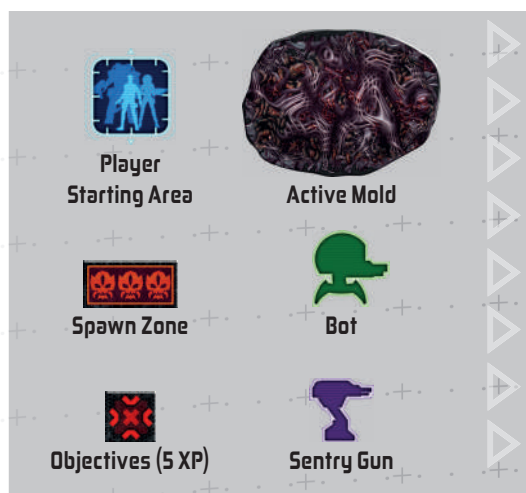 Player
Starting Area
Active Mold
Spawn Zone
Bot
Objectives (5 XP)
Sentry Gun